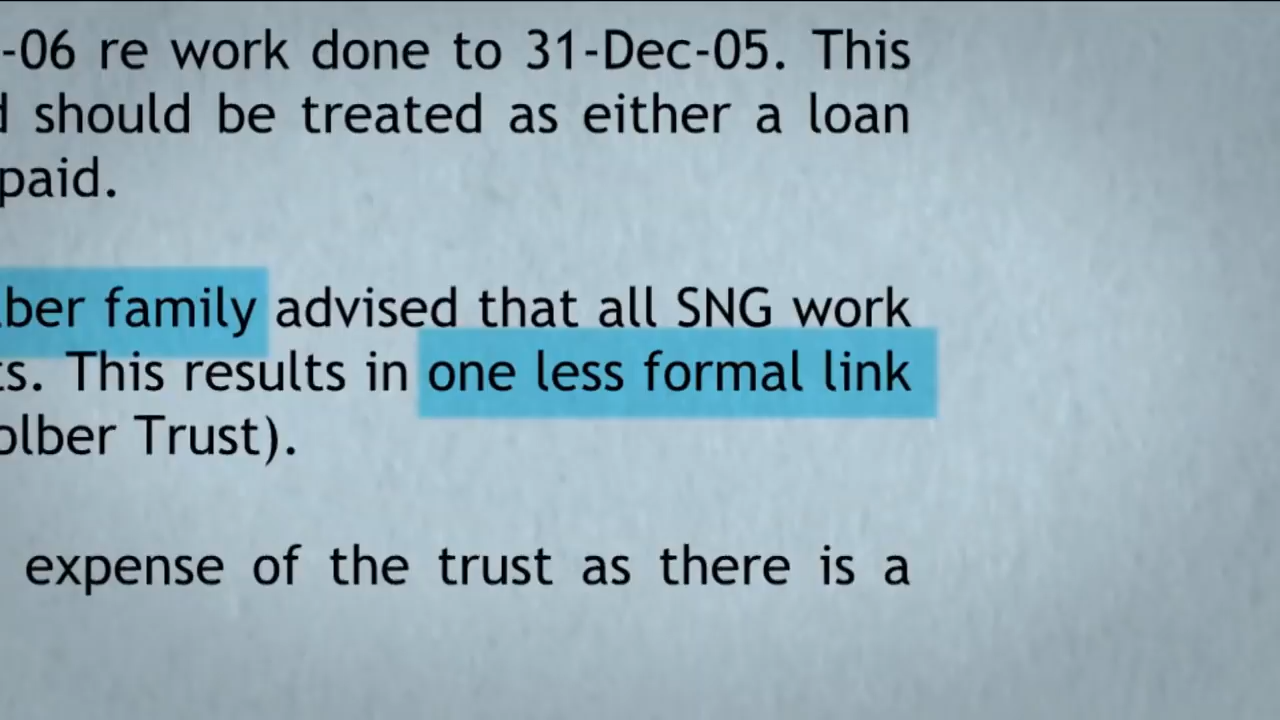 -06 re work done to 31-Dec-05. This
should be treated as either a loan
paid.
ber family advised that all SNG work
ts. This results in one less formal link
olber Trust).
expense of the trust as there is a